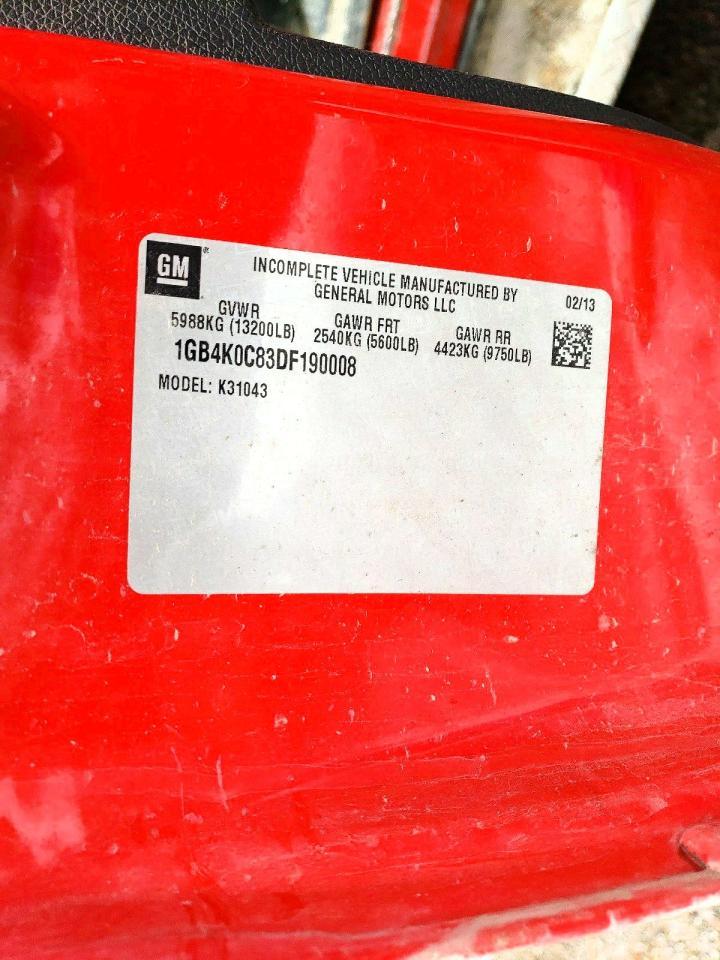 GM
INCOMPLETE VEHICLE MANUFACTURED BY
GENERAL MOTORS LLC
02/13
GVWR GAWR FRT GAWR RR
5988KG (13200LB) 2540KG (5600LB) 4423KG (9750LB)
1GB4K0C83DF190008
MODEL: K31043